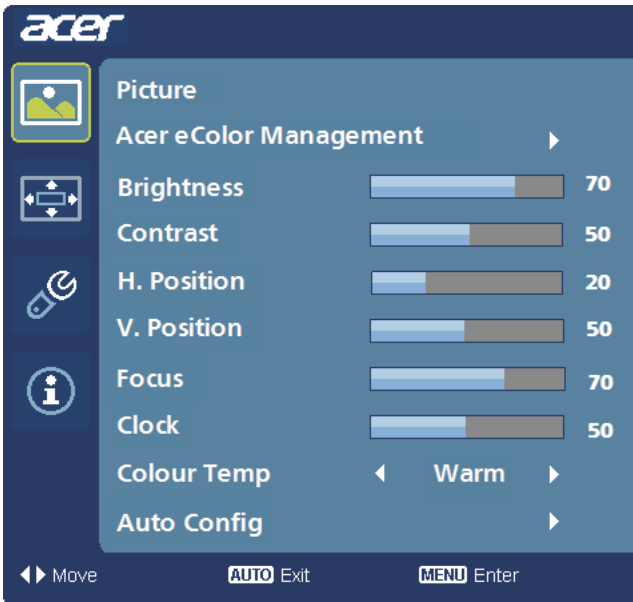 acer
Picture
Acer eColor Management
Brightness 70
Contrast 50
H. Position 20
V. Position 50
Focus 70
Clock 50
Colour Temp Warm
Auto Config
Move AUTO Exit MENU Enter